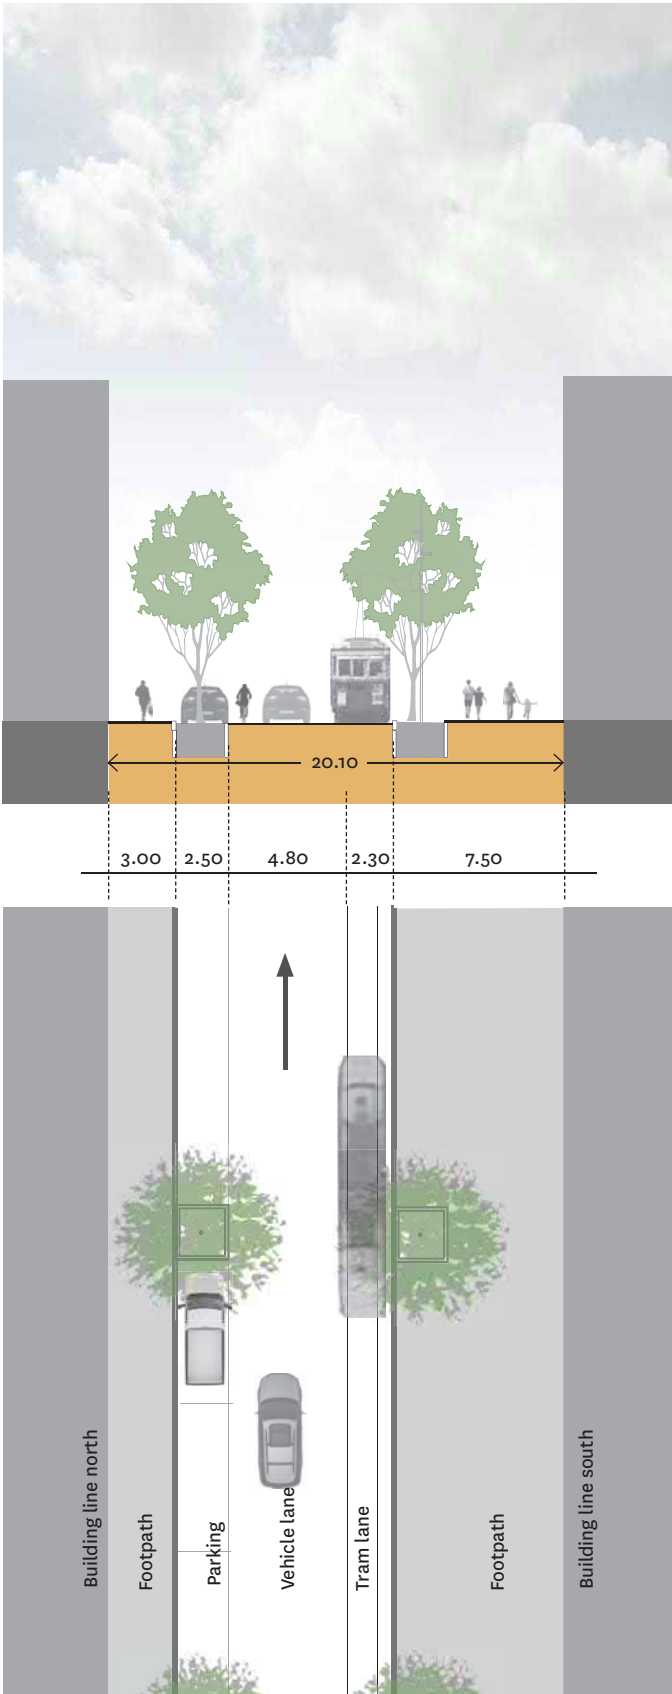 20.10
3.00 2.50 4.80 2.30 7.50
Building line north
Footpath
Parking
Vehicle lane
Tram lane
Footpath
Building line south